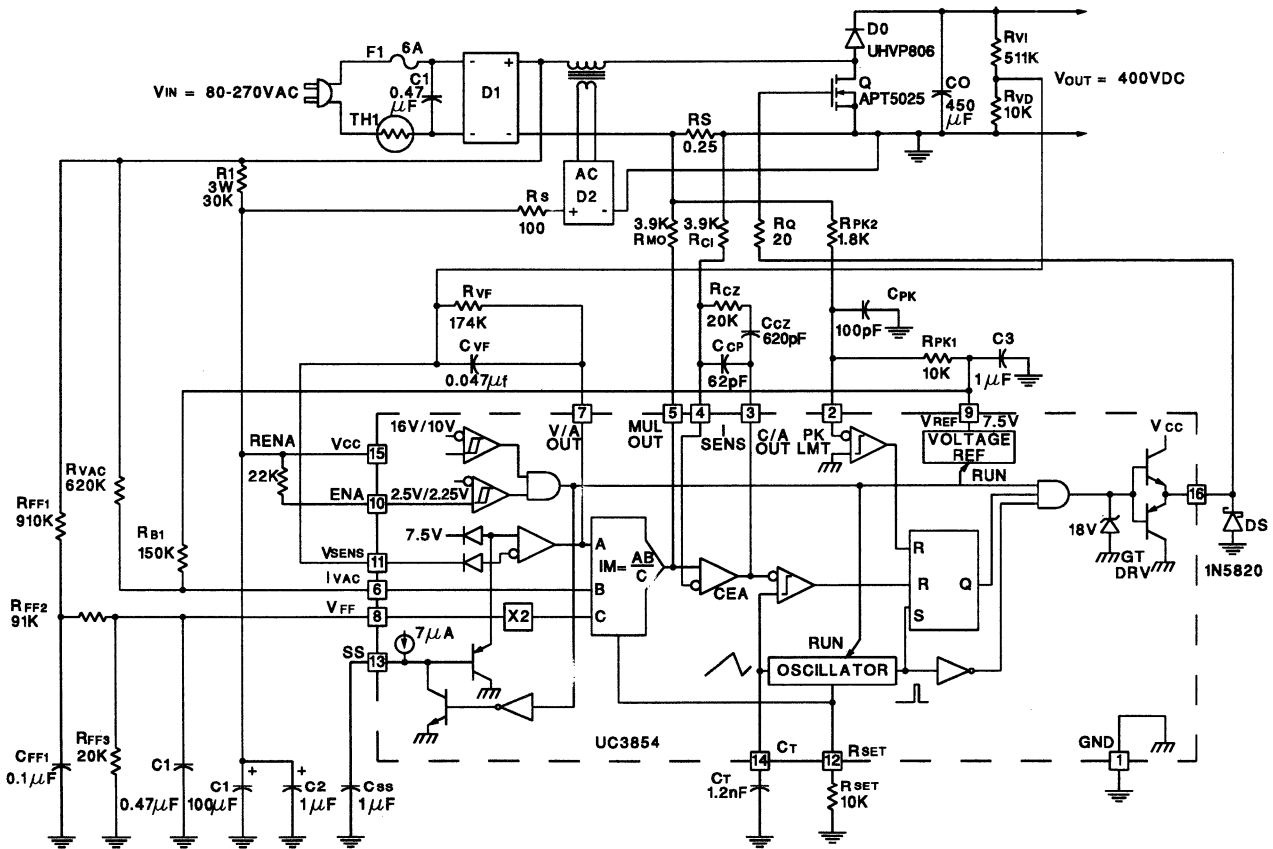 D0
UHVP806
RVI
511K
F1
6A
C1
0.47
μF
VIN = 80-270VAC
D1
-
+
-
-
Q
APT5025
CO
450
μF
VOUT = 400VDC
RVD
10K
TH1
RS
0.25
R1
3W
30K
AC
D2
+
-
RS
100
3.9K
RMO
3.9K
RCI
RQ
20
RPK2
1.8K
RVF
174K
RCZ
20K
CCZ
620pF
CPK
100pF
CVF
0.047μf
CCP
62pF
RPK1
10K
C3
1μF
7
5
4
3
2
9
V/A
OUT
MUL
OUT
I
SENS
C/A
OUT
PK
LMT
VREF
7.5V
VOLTAGE
REF
RUN
VCC
16V/10V
RENA
22K
VCC
15
RVAC
620K
ENA
10
2.5V/2.25V
16
RFF1
910K
RB1
150K
7.5V
VSENS
11
IVAC
6
A
IM=
AB
C
B
C
CEA
R
R
Q
S
18V
GT
DRV
DS
1N5820
RFF2
91K
VFF
8
X2
SS
13
7μA
RUN
OSCILLATOR
UC3854
CT
14
RSET
12
GND
1
CFF1
0.1μF
RFF3
20K
C1
0.47μF
C1
100μF
+
+
C2
1μF
CSS
1μF
CT
1.2nF
RSET
10K